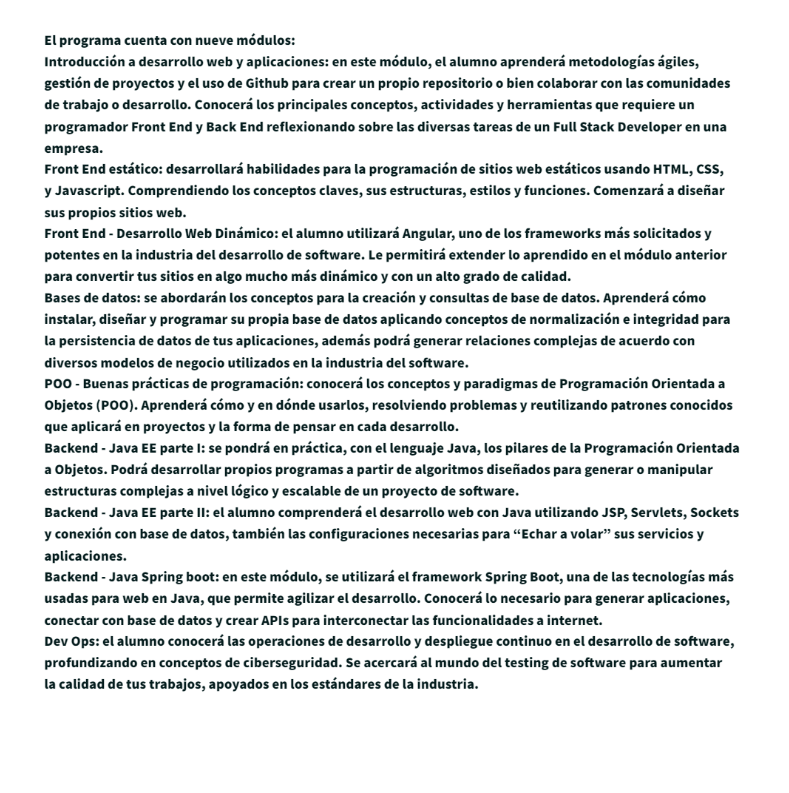 El programa cuenta con nueve módulos:
Introducción a desarrollo web y aplicaciones: en este módulo, el alumno aprenderá metodologías ágiles,
gestión de proyectos y el uso de Github para crear un propio repositorio o bien colaborar con las comunidades
de trabajo o desarrollo. Conocerá los principales conceptos, actividades y herramientas que requiere un
programador Front End y Back End reflexionando sobre las diversas tareas de un Full Stack Developer en una
empresa.
Front End estático: desarrollará habilidades para la programación de sitios web estáticos usando HTML, CSS,
y Javascript. Comprendiendo los conceptos claves, sus estructuras, estilos y funciones. Comenzará a diseñar
sus propios sitios web.
Front End - Desarrollo Web Dinámico: el alumno utilizará Angular, uno de los frameworks más solicitados y
potentes en la industria del desarrollo de software. Le permitirá extender lo aprendido en el módulo anterior
para convertir tus sitios en algo mucho más dinámico y con un alto grado de calidad.
Bases de datos: se abordarán los conceptos para la creación y consultas de base de datos. Aprenderá cómo
instalar, diseñar y programar su propia base de datos aplicando conceptos de normalización e integridad para
la persistencia de datos de tus aplicaciones, además podrá generar relaciones complejas de acuerdo con
diversos modelos de negocio utilizados en la industria del software.
POO - Buenas prácticas de programación: conocerá los conceptos y paradigmas de Programación Orientada a
Objetos (POO). Aprenderá cómo y en dónde usarlos, resolviendo problemas y reutilizando patrones conocidos
que aplicará en proyectos y la forma de pensar en cada desarrollo.
Backend - Java EE parte I: se pondrá en práctica, con el lenguaje Java, los pilares de la Programación Orientada
a Objetos. Podrá desarrollar propios programas a partir de algoritmos diseñados para generar o manipular
estructuras complejas a nivel lógico y escalable de un proyecto de software.
Backend - Java EE parte II: el alumno comprenderá el desarrollo web con Java utilizando JSP, Servlets, Sockets
y conexión con base de datos, también las configuraciones necesarias para “Echar a volar” sus servicios y
aplicaciones.
Backend - Java Spring boot: en este módulo, se utilizará el framework Spring Boot, una de las tecnologías más
usadas para web en Java, que permite agilizar el desarrollo. Conocerá lo necesario para generar aplicaciones,
conectar con base de datos y crear APIs para interconectar las funcionalidades a internet.
Dev Ops: el alumno conocerá las operaciones de desarrollo y despliegue continuo en el desarrollo de software,
profundizando en conceptos de ciberseguridad. Se acercará al mundo del testing de software para aumentar
la calidad de tus trabajos, apoyados en los estándares de la industria.